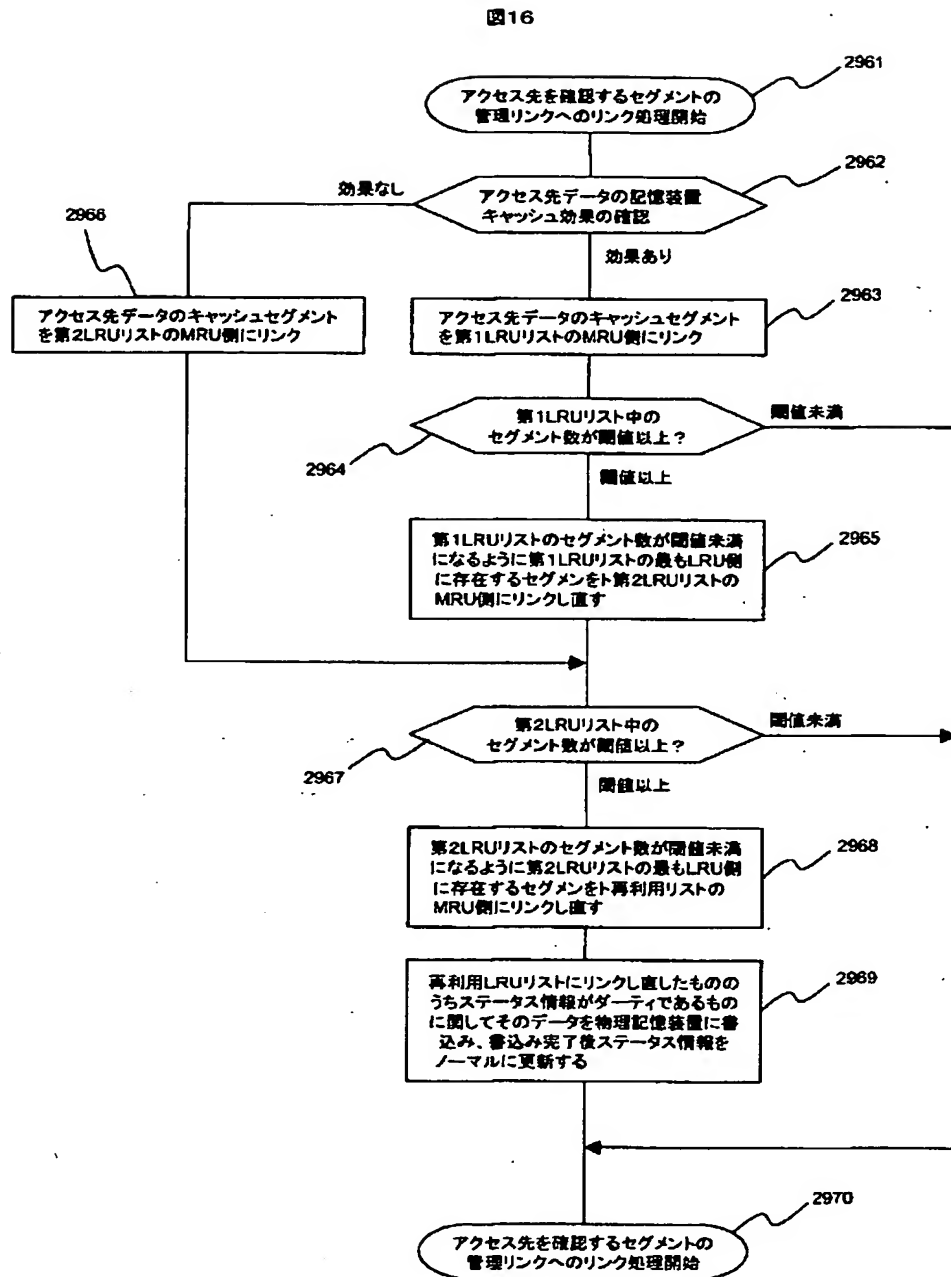 図16
2961
アクセス先を確認するセグメントの
管理リンクへのリンク処理開始
2962
効果なし
アクセス先データの記憶装置
キャッシュ効果の確認
2966
効果あり
2963
アクセス先データのキャッシュセグメント
を第2LRUリストのMRU側にリンク
アクセス先データのキャッシュセグメント
を第1LRUリストのMRU側にリンク
第1LRUリスト中の
セグメント数が閾値以上?
閾値未満
2964
閾値以上
第1LRUリストのセグメント数が閾値未満
になるように第1LRUリストの最もLRU側
に存在するセグメンをト第2LRUリストの
MRU側にリンクし直す
2965
第2LRUリスト中の
セグメント数が閾値以上?
閾値未満
2967
閾値以上
第2LRUリストのセグメント数が閾値未満
になるように第2LRUリストの最もLRU側
に存在するセグメンをト再利用リストの
MRU側にリンクし直す
2968
再利用LRUリストにリンクし直したものの
うちステータス情報がダーティであるもの
に関してそのデータを物理記憶装置に書
込み、書込み完了後ステータス情報を
ノーマルに更新する
2969
2970
アクセス先を確認するセグメントの
管理リンクへのリンク処理開始